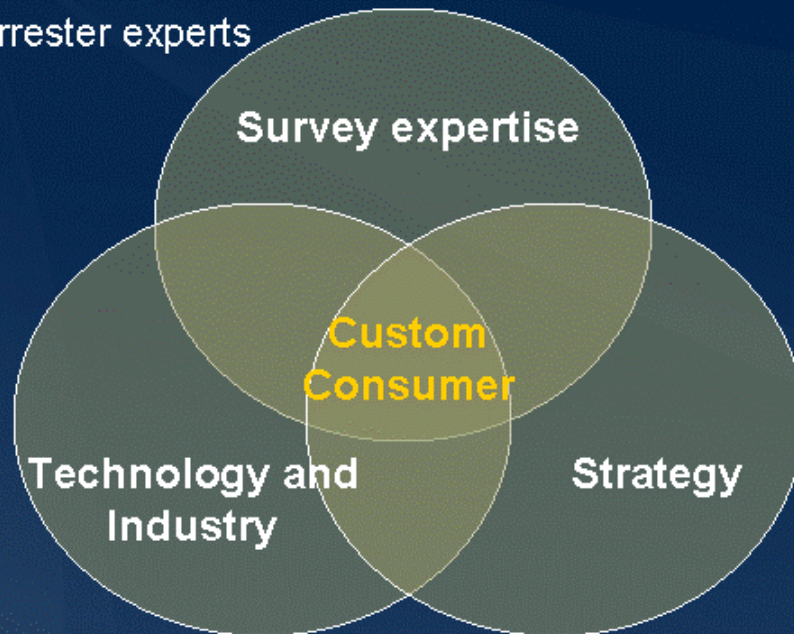 rrester experts
Survey expertise
Custom
Consumer
Technology and
Industry
Strategy